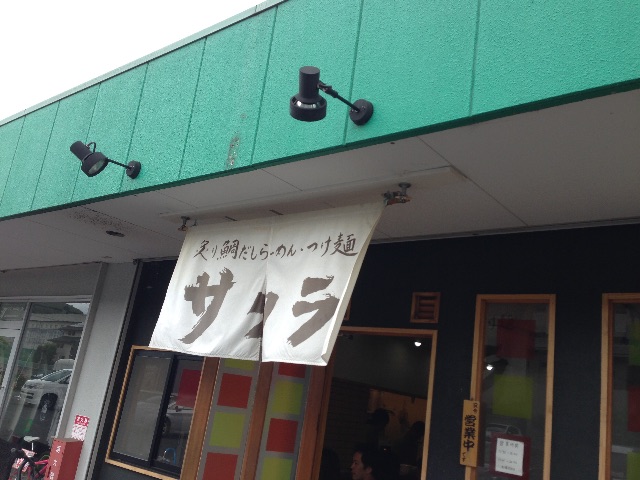 炙り鯛だしらーめん・つけ麺
サクラ
営業中